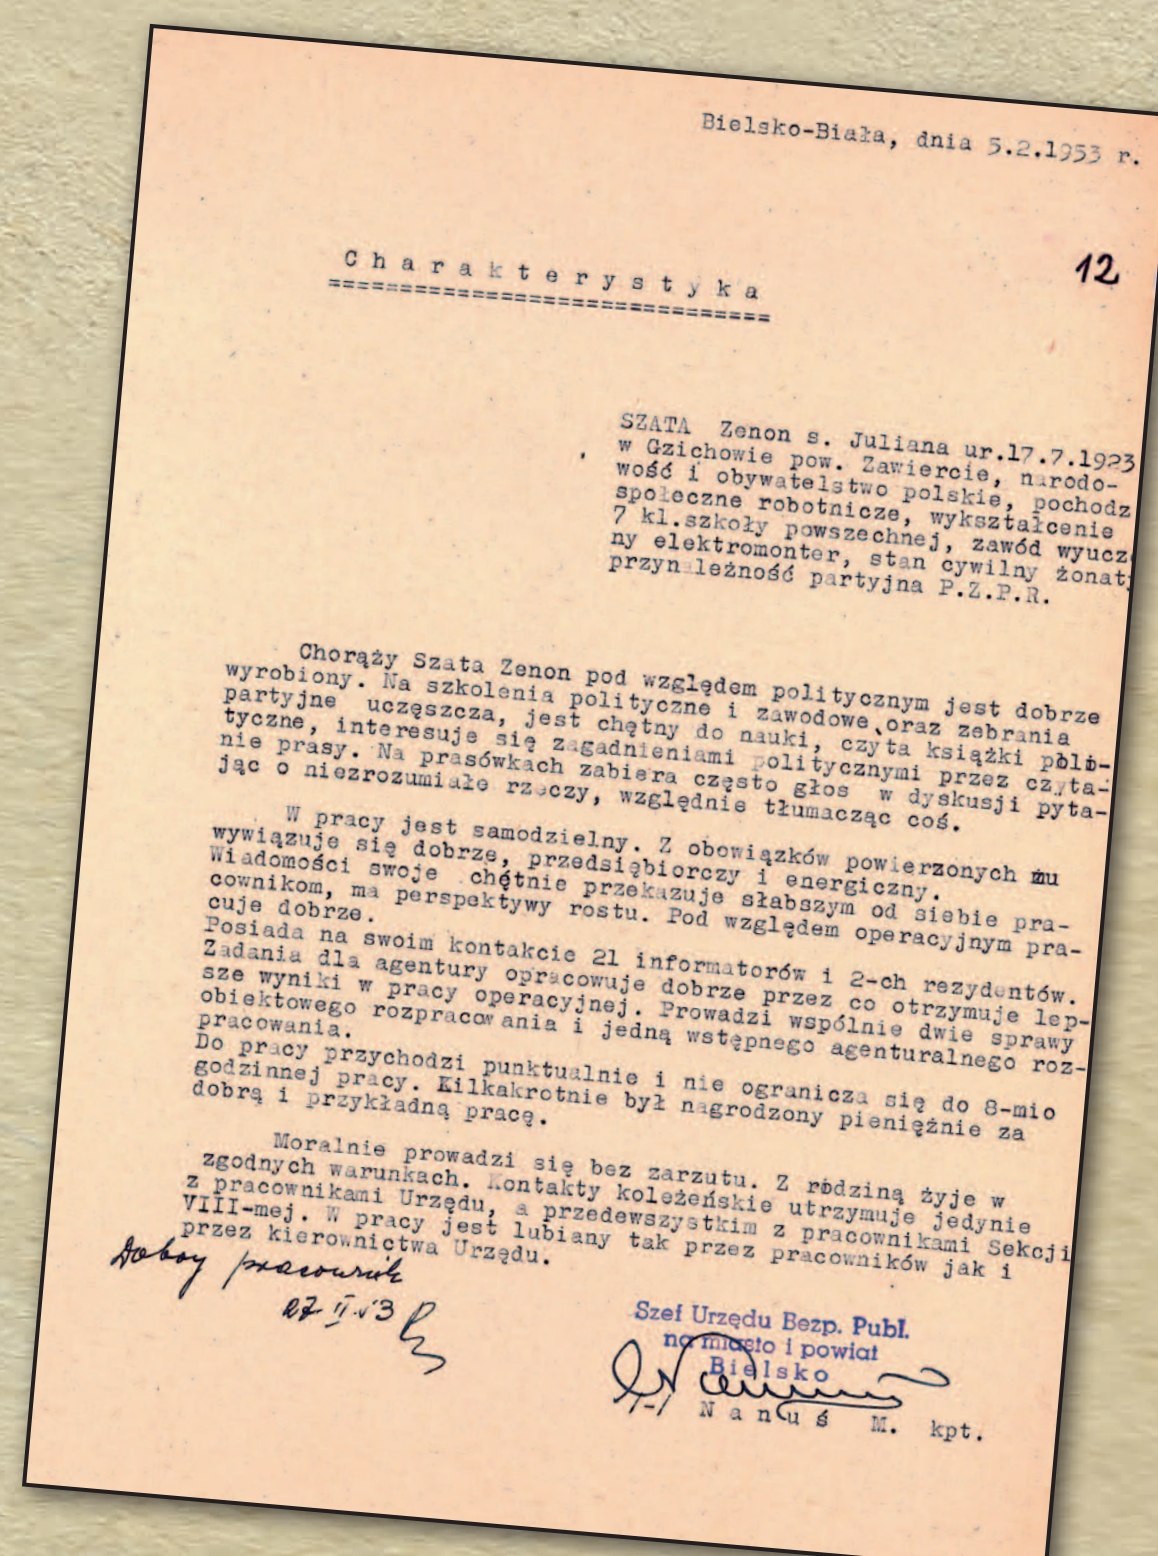 Bielsko-Biała, dnia 5.2.1953 r.
12
Charakterystyka
==============================
SZATA Zenon s. Juliana ur.17.7.1923
w Gzichowie pow. Zawiercie, narodo-
wość i obywatelstwo polskie, pochodz
społeczne robotnicze, wykształcenie
7 kl.szkoły powszechnej, zawód wyucz
ny elektromonter, stan cywilny żonat
przynależność partyjna P.Z.P.R.
Chorąży Szata Zenon pod względem politycznym jest dobrze
wyrobiony. Na szkolenia polityczne i zawodowe oraz zebrania
partyjne uczęszcza, jest chętny do nauki, czyta książki poli-
tyczne, interesuje się zagadnieniami politycznymi przez czyta-
nie prasy. Na prasówkach zabiera często głos w dyskusji pyta-
jąc o niezrozumiałe rzeczy, względnie tłumacząc coś.
W pracy jest samodzielny. Z obowiązków powierzonych mu
wywiązuje się dobrze, przedsiębiorczy i energiczny.
Wiadomości swoje chętnie przekazuje słabszym od siebie pra-
cownikom, ma perspektywy rostu. Pod względem operacyjnym pra-
cuje dobrze.
Posiada na swoim kontakcie 21 informatorów i 2-ch rezydentów.
Zadania dla agentury opracowuje dobrze przez co otrzymuje lep-
sze wyniki w pracy operacyjnej. Prowadzi wspólnie dwie sprawy
obiektowego rozpracowania i jedną wstępnego agenturalnego roz-
pracowania.
Do pracy przychodzi punktualnie i nie ogranicza się do 8-mio
godzinnej pracy. Kilkakrotnie był nagrodzony pieniężnie za
dobrą i przykładną pracę.
Moralnie prowadzi się bez zarzutu. Z rodziną żyje w
zgodnych warunkach. Kontakty koleżeńskie utrzymuje jedynie
z pracownikami Urzędu, a przedewszystkim z pracownikami Sekcji
VIII-mej. W pracy jest lubiany tak przez pracowników jak i
przez kierownictwa Urzędu.
Dobry pracownik
27 II 53
Szef Urzędu Bezp. Publ.
na miasto i powiat
Bielsko
/-/ Nanuś M. kpt.